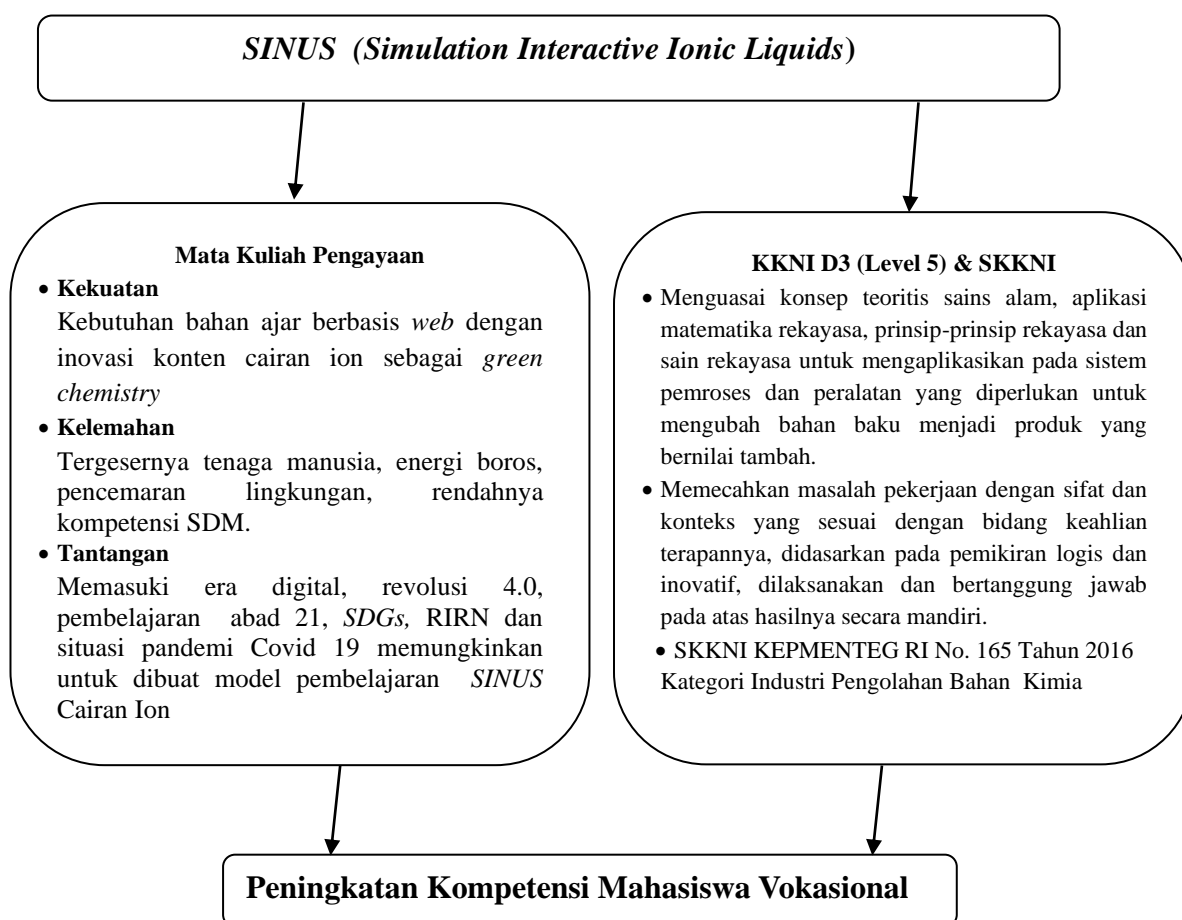 SINUS (Simulation Interactive Ionic Liquids)
Mata Kuliah Pengayaan
• Kekuatan
Kebutuhan bahan ajar berbasis web dengan
inovasi konten cairan ion sebagai green
chemistry
• Kelemahan
Tergesernya tenaga manusia, energi boros,
pencemaran lingkungan, rendahnya
kompetensi SDM.
• Tantangan
Memasuki era digital, revolusi 4.0,
pembelajaran abad 21, SDGs, RIRN dan
situasi pandemi Covid 19 memungkinkan
untuk dibuat model pembelajaran SINUS
Cairan Ion
KKNI D3 (Level 5) & SKKNI
• Menguasai konsep teoritis sains alam, aplikasi
matematika rekayasa, prinsip-prinsip rekayasa dan
sain rekayasa untuk mengaplikasikan pada sistem
pemroses dan peralatan yang diperlukan untuk
mengubah bahan baku menjadi produk yang
bernilai tambah.
• Memecahkan masalah pekerjaan dengan sifat dan
konteks yang sesuai dengan bidang keahlian
terapannya, didasarkan pada pemikiran logis dan
inovatif, dilaksanakan dan bertanggung jawab
pada atas hasilnya secara mandiri.
• SKKNI KEPMENTEG RI No. 165 Tahun 2016
Kategori Industri Pengolahan Bahan Kimia
Peningkatan Kompetensi Mahasiswa Vokasional